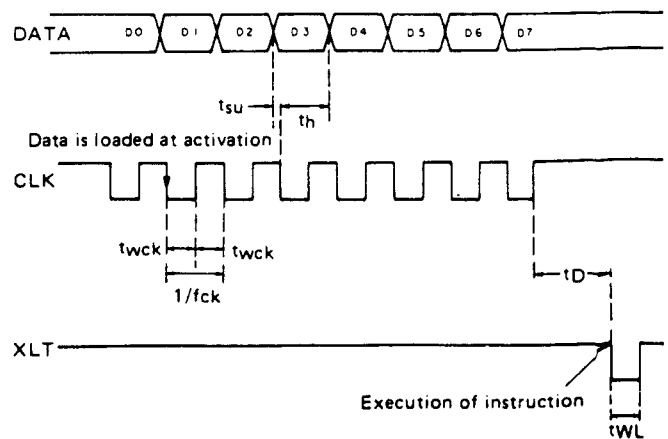 DATA D0 D1 D2 D3 D4 D5 D6 D7
tsu th
Data is loaded at activation
CLK
twck twck
1/fck
tD
XLT
Execution of instruction
tWL